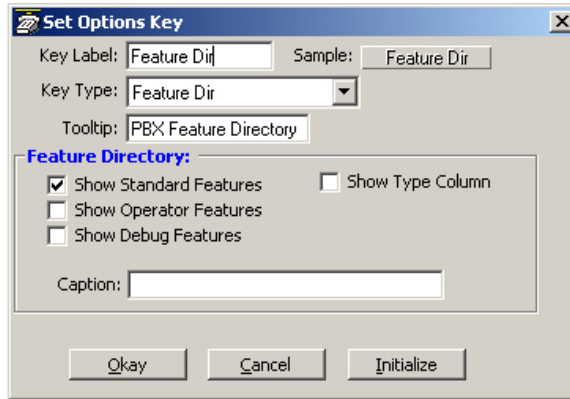 Set Options Key
Key Label: Feature Dir Sample: Feature Dir
Key Type: Feature Dir
Tooltip: PBX Feature Directory
Feature Directory:
Show Standard Features Show Type Column
Show Operator Features
Show Debug Features
Caption:
Okay Cancel Initialize